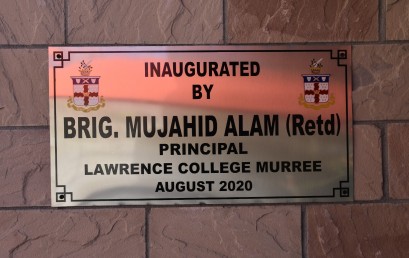 INAUGURATED
BY
BRIG. MUJAHID ALAM (Retd)
PRINCIPAL
LAWRENCE COLLEGE MURREE
AUGUST 2020